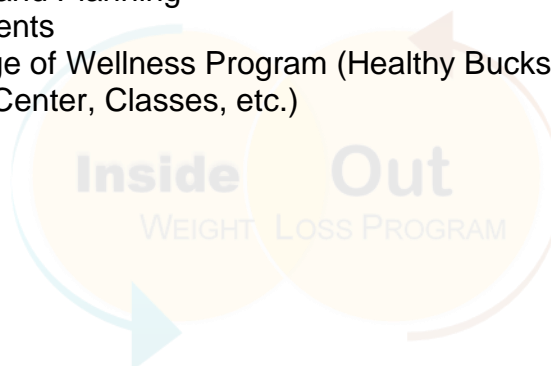 and Planning
ents
ge of Wellness Program (Healthy Bucks
Center, Classes, etc.)
Inside Out
WEIGHT LOSS PROGRAM